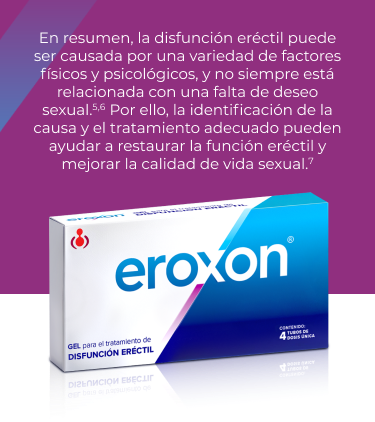 En resumen, la disfunción eréctil puede
ser causada por una variedad de factores
físicos y psicológicos, y no siempre está
relacionada con una falta de deseo
sexual.⁵,⁶ Por ello, la identificación de la
causa y el tratamiento adecuado pueden
ayudar a restaurar la función eréctil y
mejorar la calidad de vida sexual.⁷
DISFUNCIÓN ERÉCTIL
eroxon
eroxon®
GEL para el tratamiento de
DISFUNCIÓN ERÉCTIL
CONTENIDO:
4 TUBOS DE
DOSIS ÚNICA